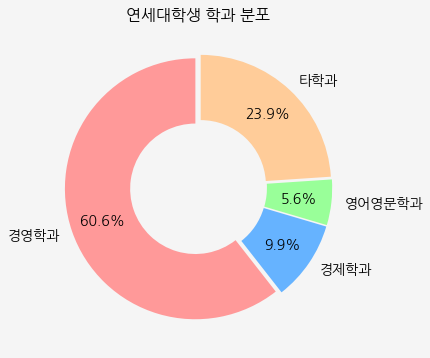 연세대학생 학과 분포
타학과
23.9%
5.6%
영어영문학과
60.6%
경영학과
9.9%
경제학과